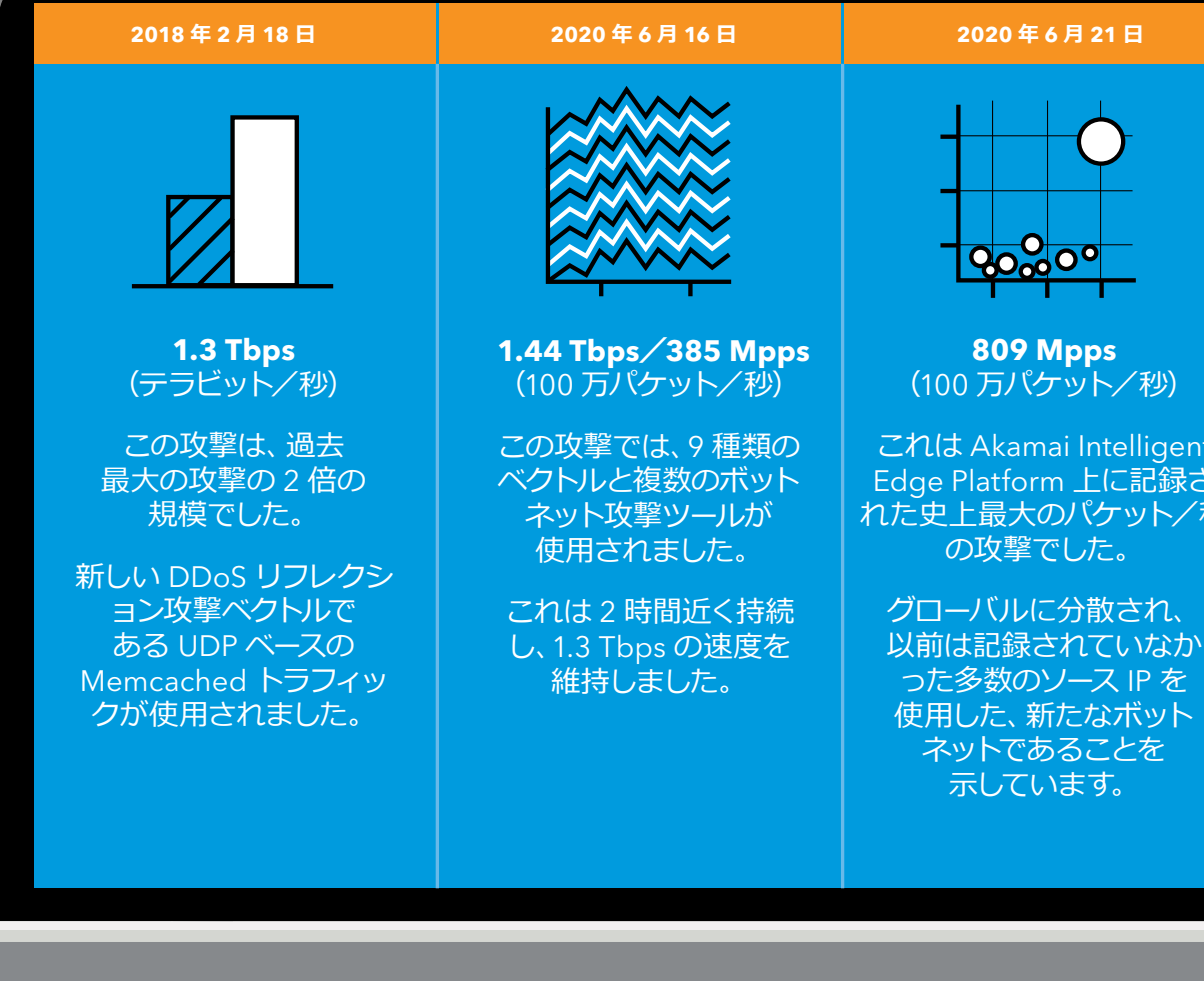 2018 年 2 月 18 日
1.3 Tbps
（テラビット／秒）
この攻撃は、過去
最大の攻撃の 2 倍の
規模でした。
新しい DDoS リフレクシ
ョン攻撃ベクトルで
ある UDP ベースの
Memcached トラフィッ
クが使用されました。
2020 年 6 月 16 日
1.44 Tbps／385 Mpps
（100 万パケット／秒）
この攻撃では、9 種類の
ベクトルと複数のボット
ネット攻撃ツールが
使用されました。
これは 2 時間近く持続
し、1.3 Tbps の速度を
維持しました。
2020 年 6 月 21 日
809 Mpps
（100 万パケット／秒）
これは Akamai Intelligent
Edge Platform 上に記録さ
れた史上最大のパケット／秒
の攻撃でした。
グローバルに分散され、
以前は記録されていなか
った多数のソース IP を
使用した、新たなボット
ネットであることを
示しています。